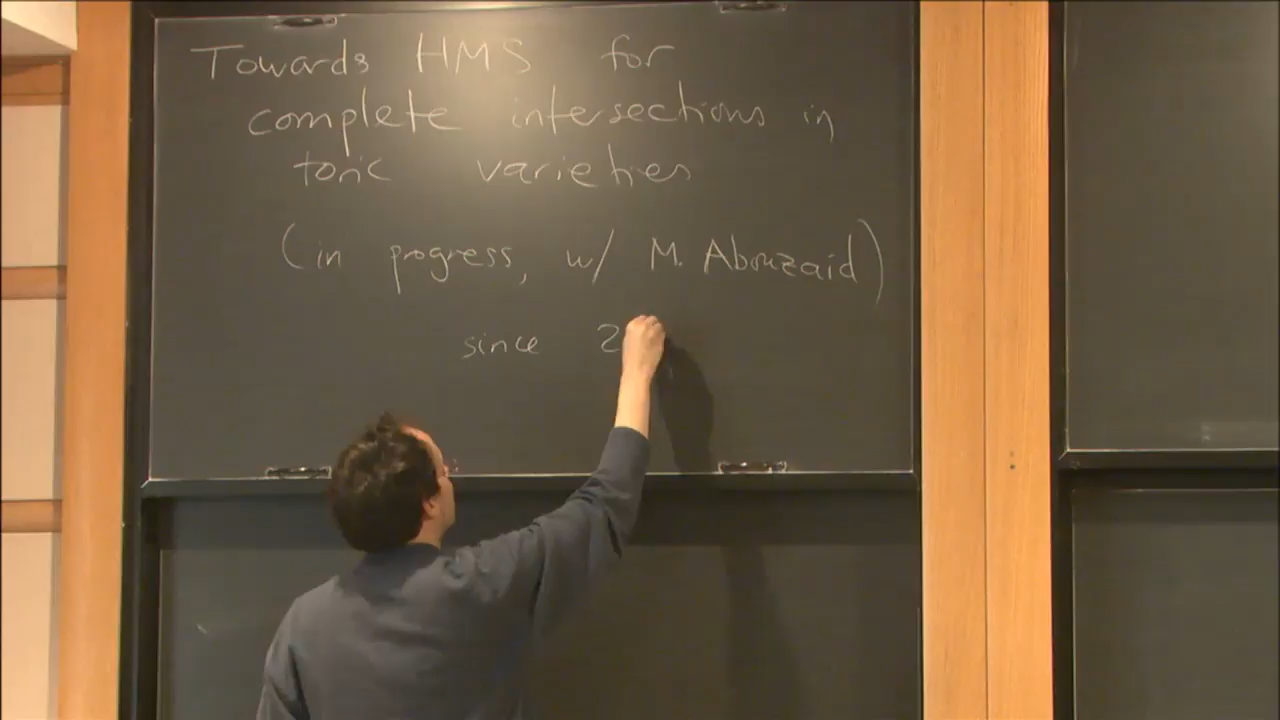 Towards HMS for
complete intersections in
toric varieties
(in progress, w/ M. Abouzaid)
since 2